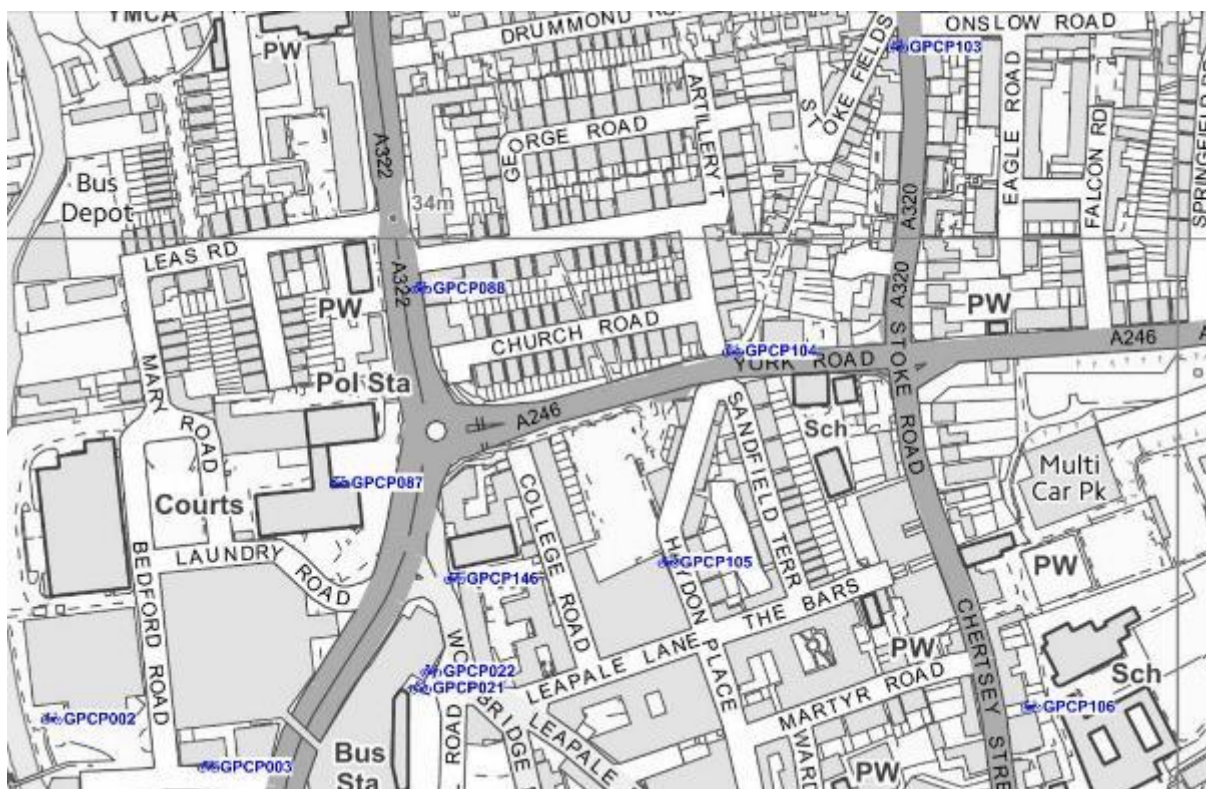 YMCA
PW
DRUMMOND
ONSLOW ROAD
GPCP103
STOKE FIELDS
EAGLE ROAD
FALCON RD
ARTILLERY T
GEORGE ROAD
A322
Bus
Depot
34m
A320
LEAS RD
A322
GPCP088
PW
A320
PW
CHURCH ROAD
GPCP104
YORK ROAD
A246
MARY ROAD
Pol Sta
A246
STOKE ROAD
SANDFIELD TERR
Sch
Multi
Car Pk
GPCP087
Courts
COLLEGE ROAD
LAUNDRY ROAD
BEDFORD ROAD
GPCP146
GPCP105
HAYDON PLACE
THE BARS
PW
CHERTSEY STRE
GPCP022
GPCP021
LEAPALE LANE
PW
MARTYR ROAD
Sch
GPCP002
BRIDGE
ROAD
LEAPALE
GPCP106
GPCP003
Bus
Sta
WARD
PW